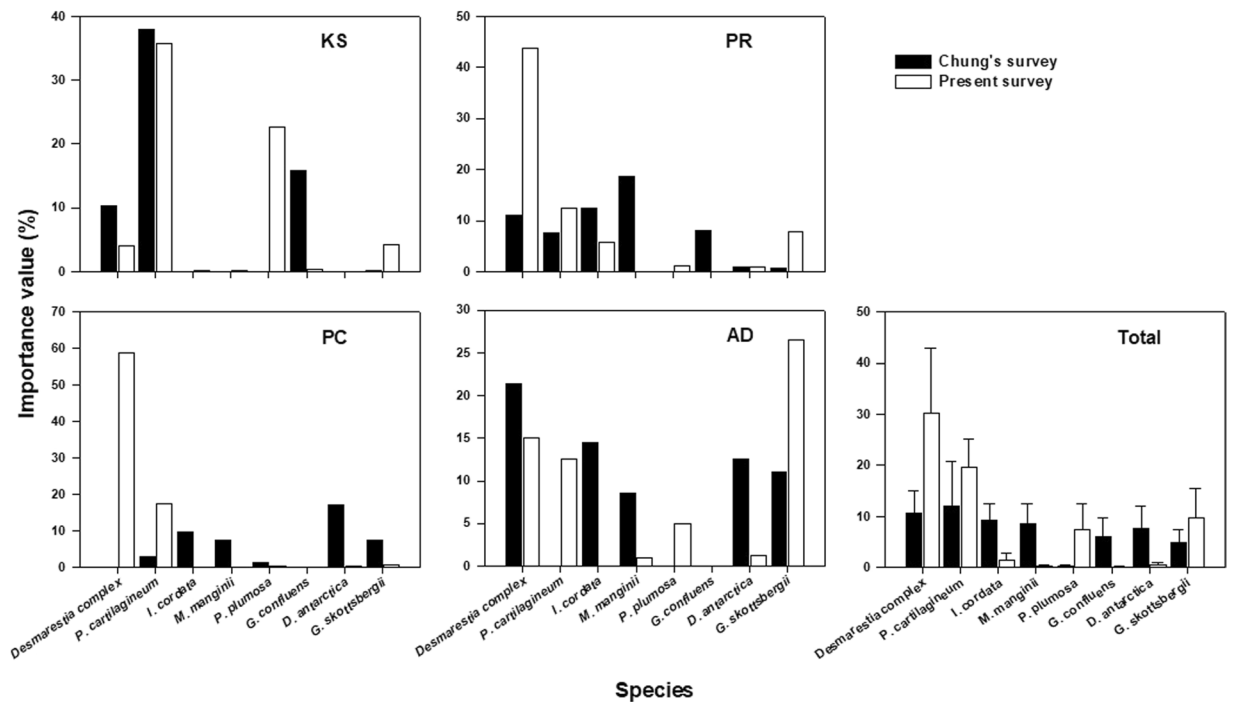 KS
40
30
20
10
0
PR
50
40
30
20
10
0
Chung's survey
Present survey
Importance value (%)
PC
70
60
50
40
30
20
10
0
Desmarestia complex
P. cartilagineum
I. cordata
M. manginii
P. plumosa
G. confluens
D. antarctica
G. skottsbergii
AD
30
25
20
15
10
5
0
Desmarestia complex
P. cartilagineum
I. cordata
M. manginii
P. plumosa
G. confluens
D. antarctica
G. skottsbergii
Total
50
40
30
20
10
0
Desmarestia complex
P. cartilagineum
I. cordata
M. manginii
P. plumosa
G. confluens
D. antarctica
G. skottsbergii
Species